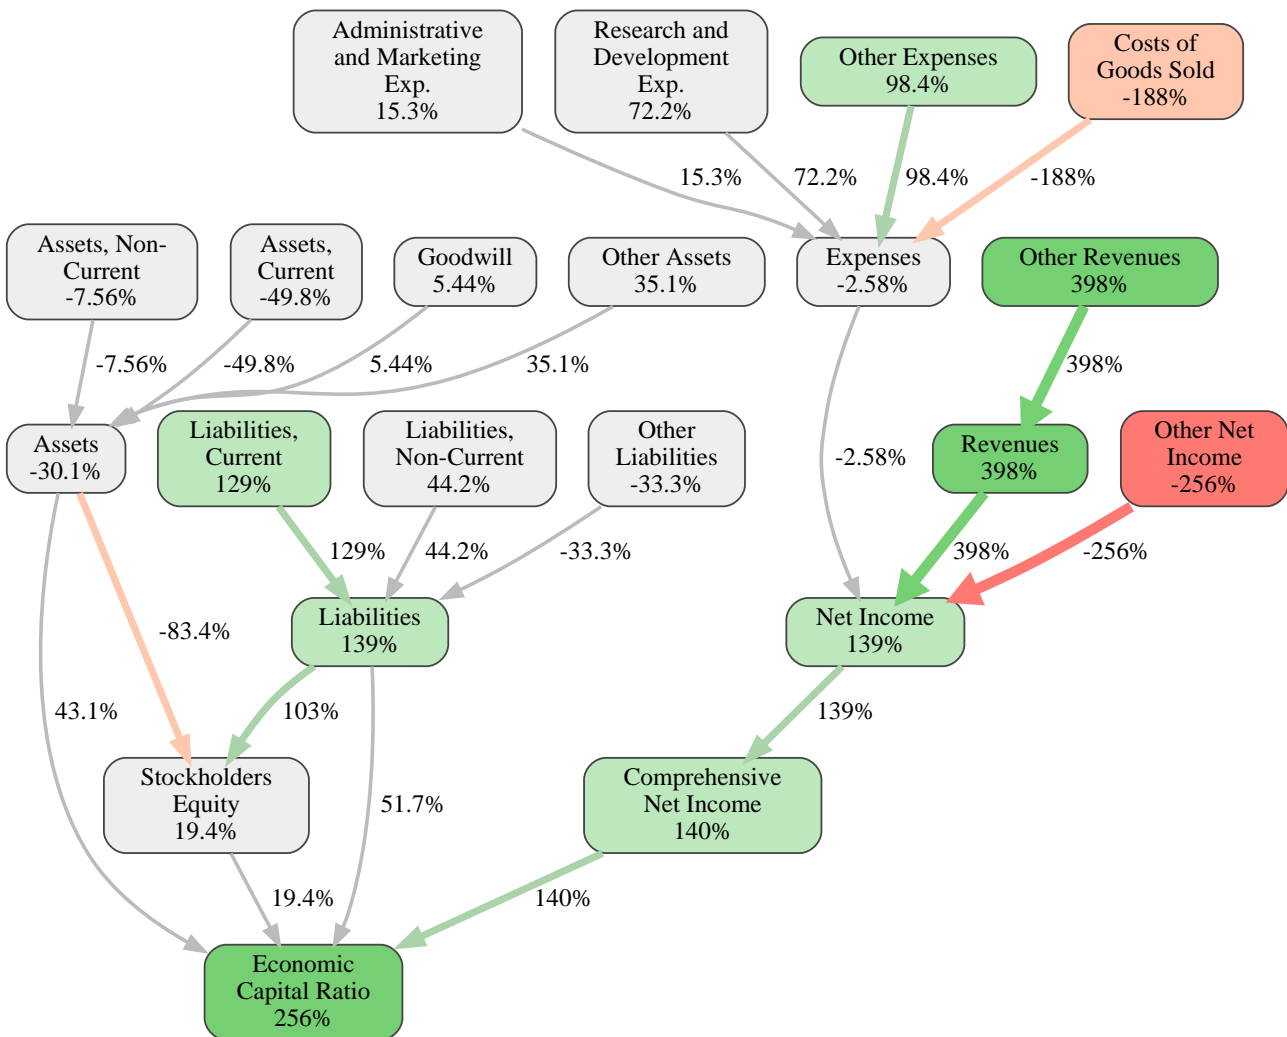 Administrative
and Marketing
Exp.
15.3%
Research and
Development
Exp.
72.2%
Other Expenses
98.4%
Costs of
Goods Sold
-188%
15.3%
72.2%
98.4%
-188%
Assets, Non-
Current
-7.56%
Assets,
Current
-49.8%
Goodwill
5.44%
Other Assets
35.1%
Expenses
-2.58%
Other Revenues
398%
-7.56%
-49.8%
5.44%
35.1%
398%
Assets
-30.1%
Liabilities,
Current
129%
Liabilities,
Non-Current
44.2%
Other
Liabilities
-33.3%
-2.58%
Revenues
398%
Other Net
Income
-256%
129%
44.2%
-33.3%
398%
-256%
-83.4%
Liabilities
139%
Net Income
139%
43.1%
103%
139%
Stockholders
Equity
19.4%
51.7%
Comprehensive
Net Income
140%
19.4%
140%
Economic
Capital Ratio
256%